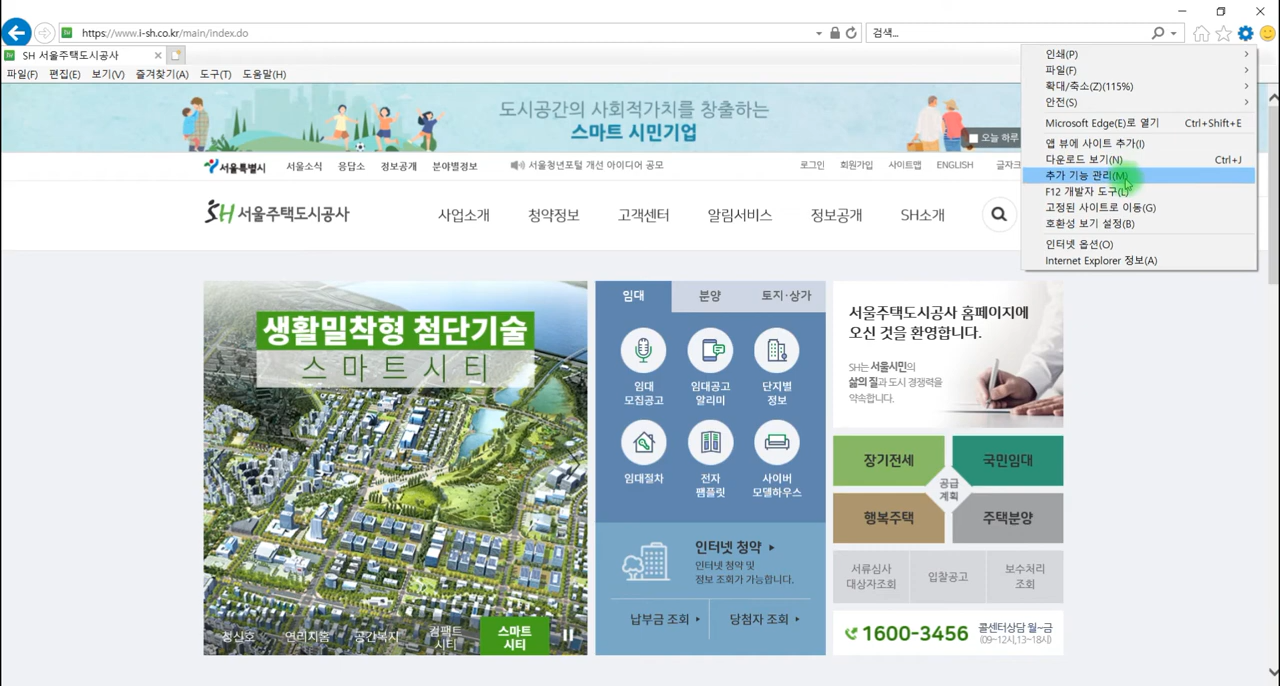 https://www.i-sh.co.kr/main/index.do
검색...
SH 서울주택도시공사
파일(F) 편집(E) 보기(V) 즐겨찾기(A) 도구(T) 도움말(H)
인쇄(P)
파일(F)
확대/축소(Z)(115%)
안전(S)
Microsoft Edge(E)로 열기 Ctrl+Shift+E
앱 뷰에 사이트 추가(I)
다운로드 보기(N) Ctrl+J
추가 기능 관리(M)
F12 개발자 도구(L)
고정된 사이트로 이동(G)
호환성 보기 설정(B)
인터넷 옵션(O)
Internet Explorer 정보(A)
도시공간의 사회적가치를 창출하는
스마트 시민기업
오늘 하루
서울특별시 서울소식 응답소 정보공개 분야별정보 서울청년포털 개선 아이디어 공모 로그인 회원가입 사이트맵 ENGLISH 글자크
SH 서울주택도시공사 사업소개 청약정보 고객센터 알림서비스 정보공개 SH소개
생활밀착형 첨단기술
스마트시티
청신호 연리지홈 공간복지 컴팩트
시티
스마트
시티
임대 분양 토지·상가
임대
모집공고
임대공고
알리미
단지별
정보
임대절차
전자
팸플릿
사이버
모델하우스
인터넷 청약
인터넷 청약 및
정보 조회가 가능합니다.
납부금 조회 당첨자 조회
서울주택도시공사 홈페이지에
오신 것을 환영합니다.
SH는 서울시민의
삶의 질과 도시 경쟁력을
약속합니다.
장기전세 국민임대
공급
계획
행복주택 주택분양
서류심사
대상자조회
입찰공고
보수처리
조회
1600-3456
콜센터상담 월~금
(09~12시,13~18시)